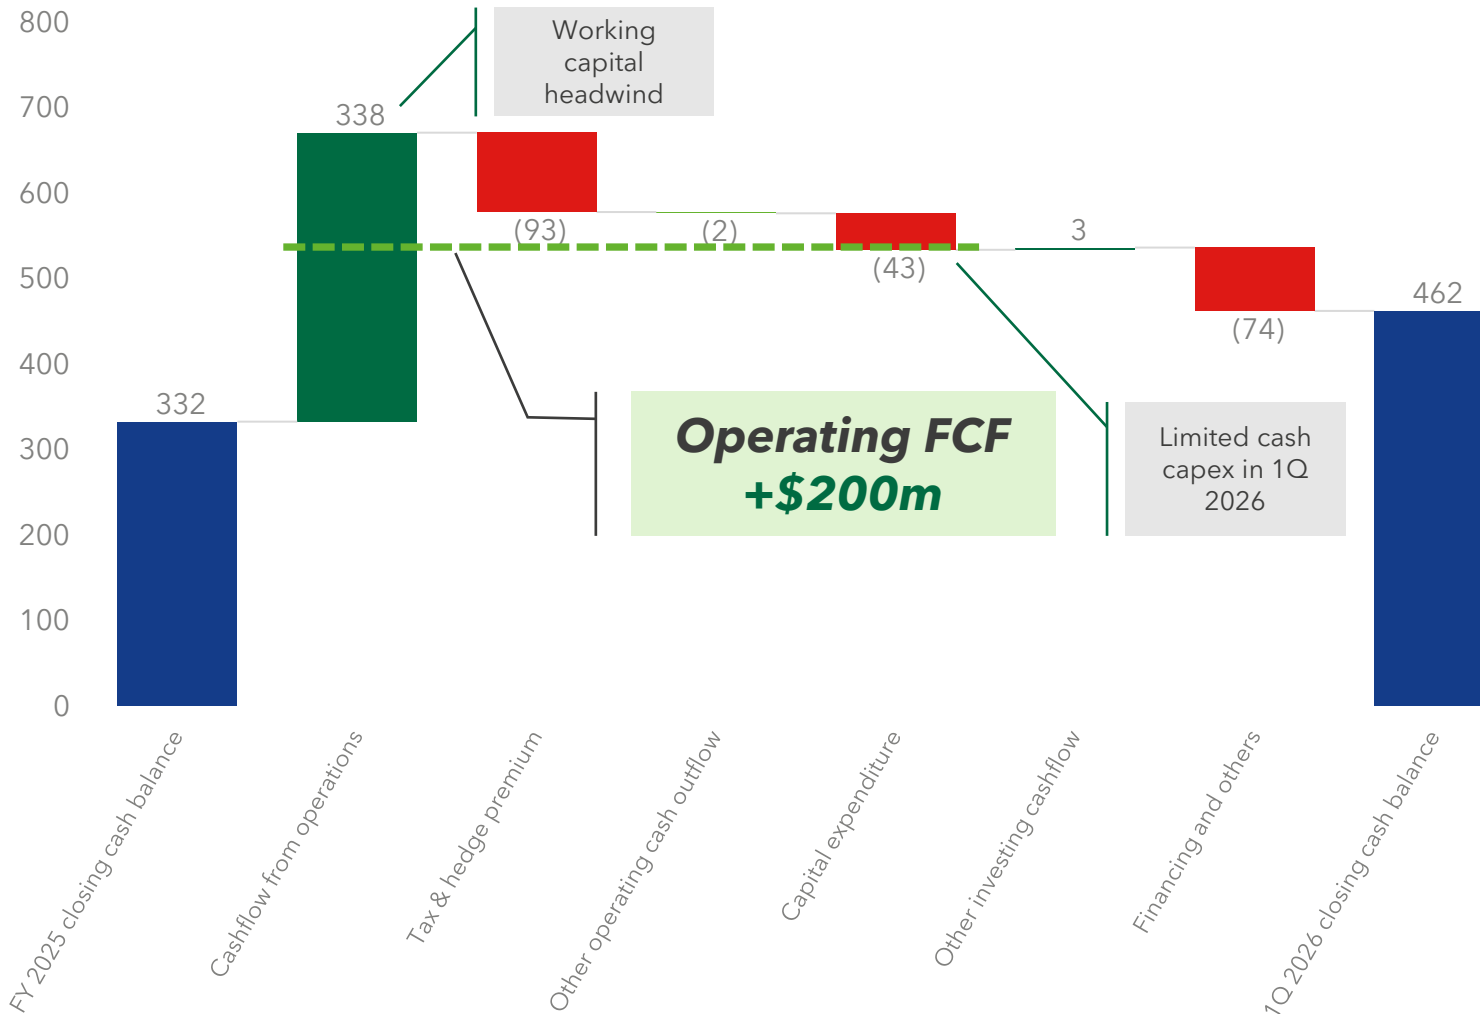 800
700
600
500
400
300
200
100
0
Working
capital
headwind
338
332
(93)
(2)
(43)
3
(74)
462
Operating FCF
+$200m
Limited cash
capex in 1Q
2026
FY 2025 closing cash balance
Cashflow from operations
Tax & hedge premium
Other operating cash outflow
Capital expenditure
Other investing cashflow
Financing and others
1Q 2026 closing cash balance